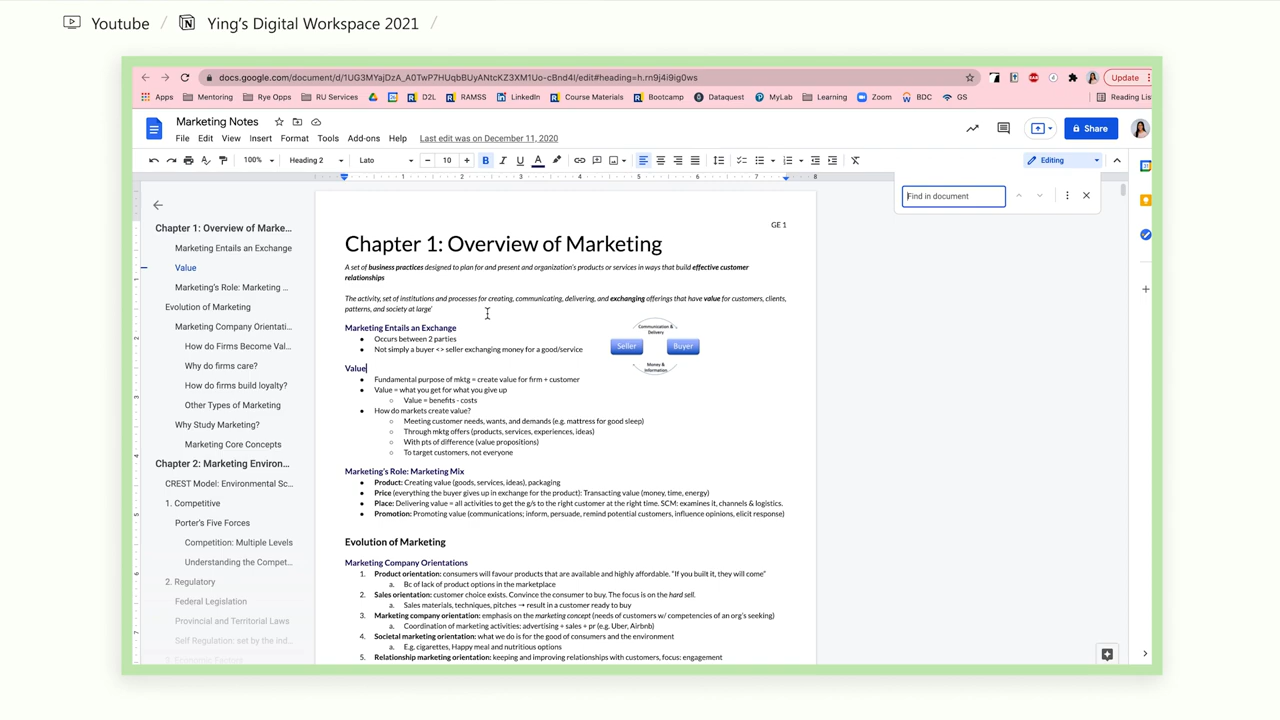 Youtube / Ying's Digital Workspace 2021 /
docs.google.com/document/d/1UG3MYajDzA_A0TwP7HUqbBUyANtcKZ3XM1Uo-cBnd4I/edit#heading=h.rn9j4i9ig0ws
Update
Apps Mentoring Rye Opps RU Services D2L RAMSS LinkedIn Course Materials Bootcamp Dataquest MyLab Learning Zoom BDC GS Reading List
Marketing Notes
File Edit View Insert Format Tools Add-ons Help Last edit was on December 11, 2020
Share
100% Heading 2 Lato 10 Editing
Find in document
1 2 3 4 5 6 7 8
Chapter 1: Overview of Marke...
Marketing Entails an Exchange
Value
Marketing's Role: Marketing ...
Evolution of Marketing
Marketing Company Orientati...
How do Firms Become Val...
Why do firms care?
How do firms build loyalty?
Other Types of Marketing
Why Study Marketing?
Marketing Core Concepts
Chapter 2: Marketing Environ...
CREST Model: Environmental Sc...
1. Competitive
Porter's Five Forces
Competition: Multiple Levels
Understanding the Compet...
2. Regulatory
Federal Legislation
Provincial and Territorial Laws
Self Regulation: set by the ind...
3. Economic Factors
GE 1
Chapter 1: Overview of Marketing
A set of business practices designed to plan for and present and organization's products or services in ways that build effective customer
relationships
The activity, set of institutions and processes for creating, communicating, delivering, and exchanging offerings that have value for customers, clients,
patterns, and society at large'
Marketing Entails an Exchange
● Occurs between 2 parties
● Not simply a buyer <> seller exchanging money for a good/service
Communication &
Delivery
Seller Buyer
Money &
Information
Value
● Fundamental purpose of mktg = create value for firm + customer
● Value = what you get for what you give up
○ Value = benefits - costs
● How do markets create value?
○ Meeting customer needs, wants, and demands (e.g. mattress for good sleep)
○ Through mktg offers (products, services, experiences, ideas)
○ With pts of difference (value propositions)
○ To target customers, not everyone
Marketing's Role: Marketing Mix
● Product: Creating value (goods, services, ideas), packaging
● Price (everything the buyer gives up in exchange for the product): Transacting value (money, time, energy)
● Place: Delivering value = all activities to get the g/s to the right customer at the right time. SCM: examines it, channels & logistics.
● Promotion: Promoting value (communications; inform, persuade, remind potential customers, influence opinions, elicit response)
Evolution of Marketing
Marketing Company Orientations
1. Product orientation: consumers will favour products that are available and highly affordable. "If you built it, they will come"
a. Bc of lack of product options in the marketplace
2. Sales orientation: customer choice exists. Convince the consumer to buy. The focus is on the hard sell.
a. Sales materials, techniques, pitches → result in a customer ready to buy
3. Marketing company orientation: emphasis on the marketing concept (needs of customers w/ competencies of an org's seeking)
a. Coordination of marketing activities: advertising + sales + pr (e.g. Uber, Airbnb)
4. Societal marketing orientation: what we do is for the good of consumers and the environment
a. E.g. cigarettes, Happy meal and nutritious options
5. Relationship marketing orientation: keeping and improving relationships with customers, focus: engagement